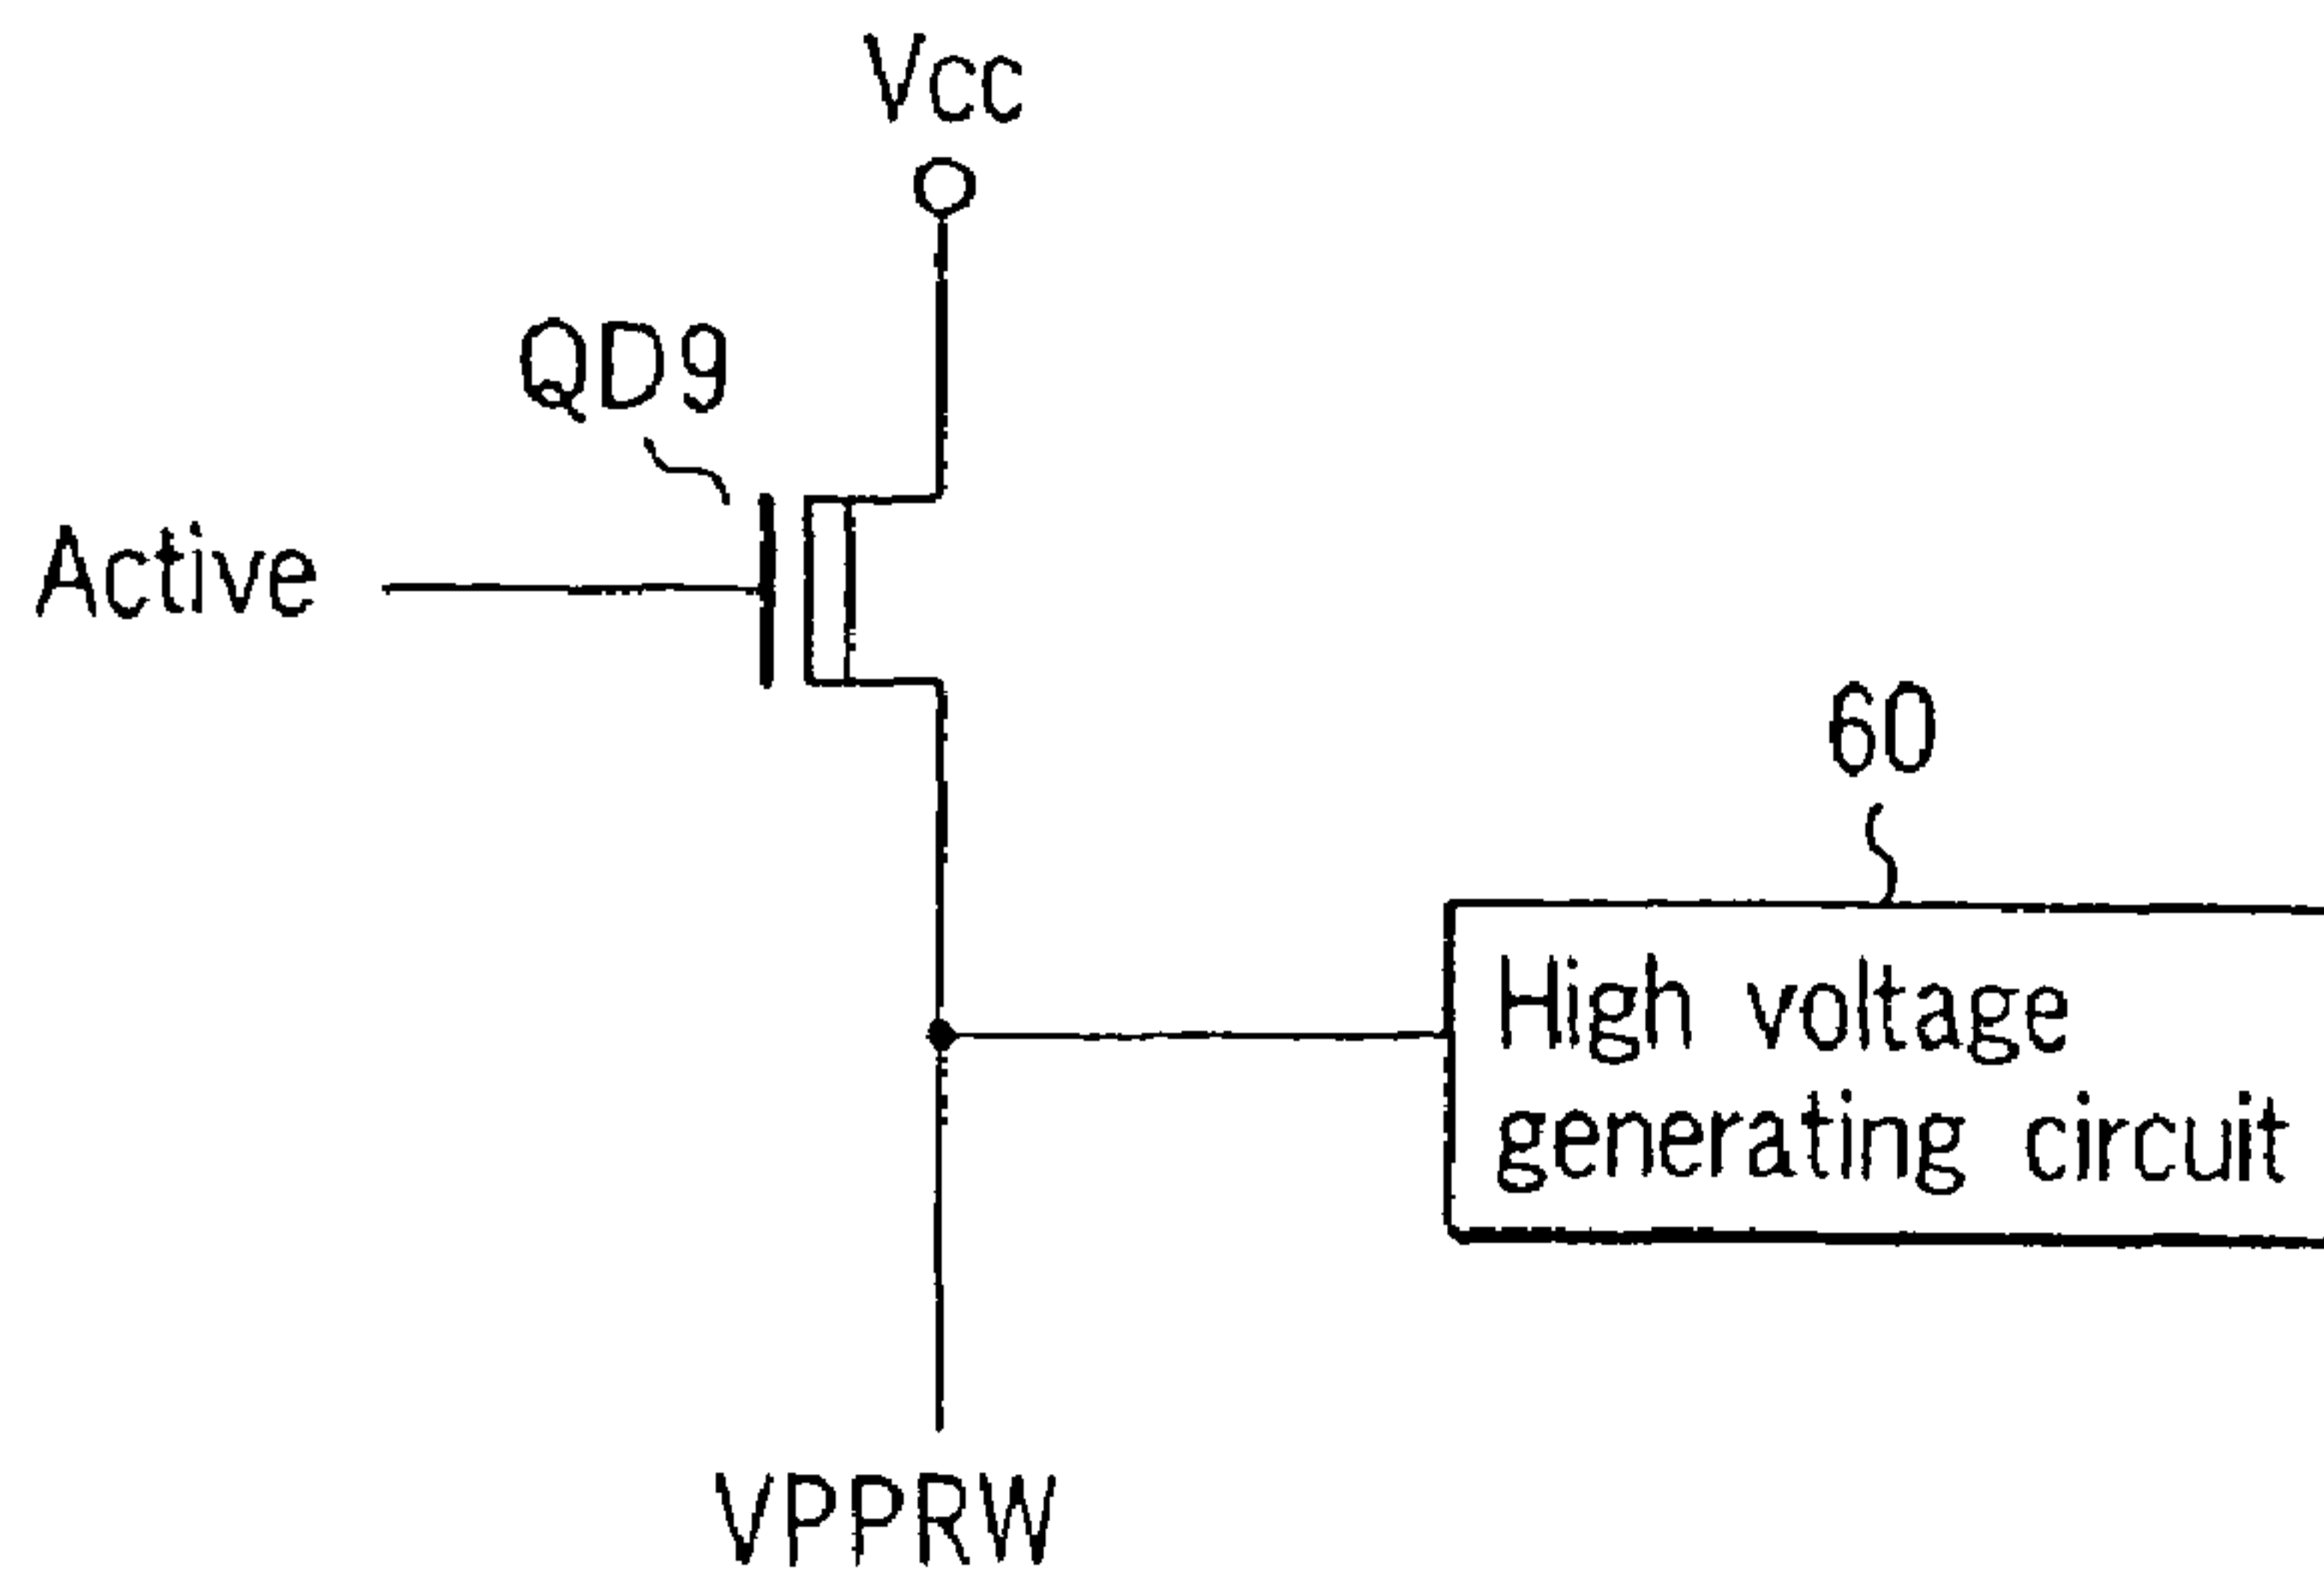 Vcc
QD9
Active
60
High voltage
generating circuit
VPPRW